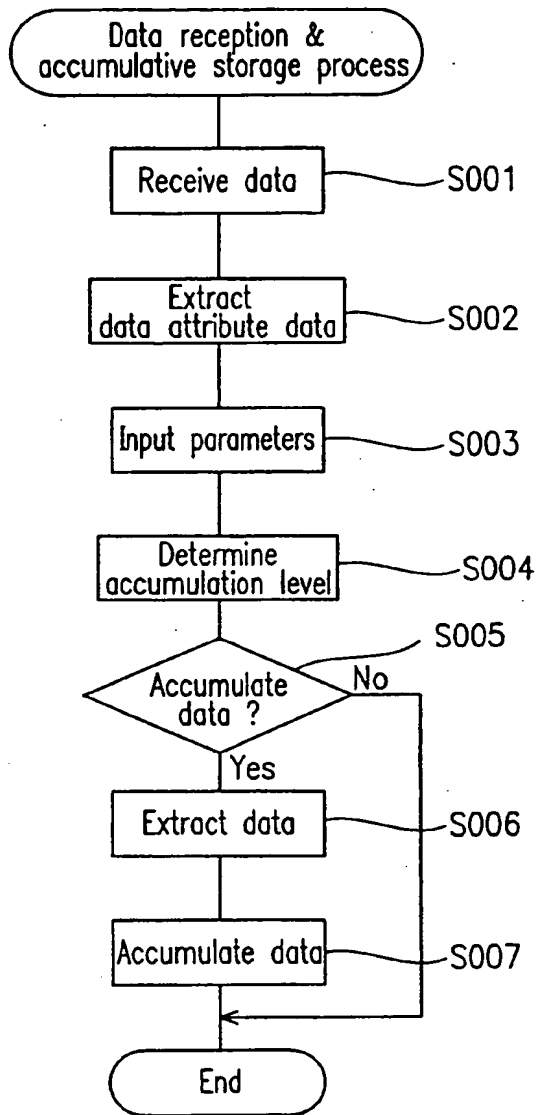 Data reception &
accumulative storage process
Receive data
S001
Extract
data attribute data
S002
Input parameters
S003
Determine
accumulation level
S004
S005
Accumulate
data ?
No
Yes
Extract data
S006
Accumulate data
S007
End